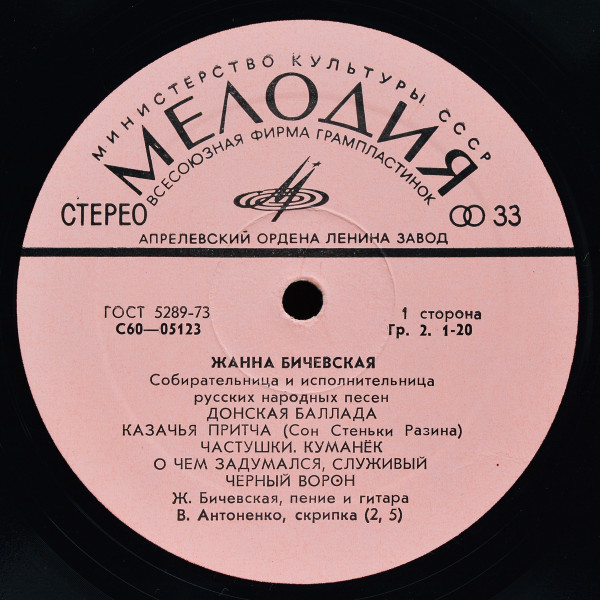 МИНИСТЕРСТВО КУЛЬТУРЫ СССР
МЕЛОДИЯ
ВСЕСОЮЗНАЯ ФИРМА ГРАМПЛАСТИНОК
СТЕРЕО
33
АПРЕЛЕВСКИЙ ОРДЕНА ЛЕНИНА ЗАВОД
ГОСТ 5289-73
С60—05123
1 сторона
Гр. 2. 1-20
ЖАННА БИЧЕВСКАЯ
Собирательница и исполнительница
русских народных песен
ДОНСКАЯ БАЛЛАДА
КАЗАЧЬЯ ПРИТЧА (Сон Стеньки Разина)
ЧАСТУШКИ. КУМАНЁК
О ЧЕМ ЗАДУМАЛСЯ, СЛУЖИВЫЙ
ЧЕРНЫЙ ВОРОН
Ж. Бичевская, пение и гитара
В. Антоненко, скрипка (2, 5)